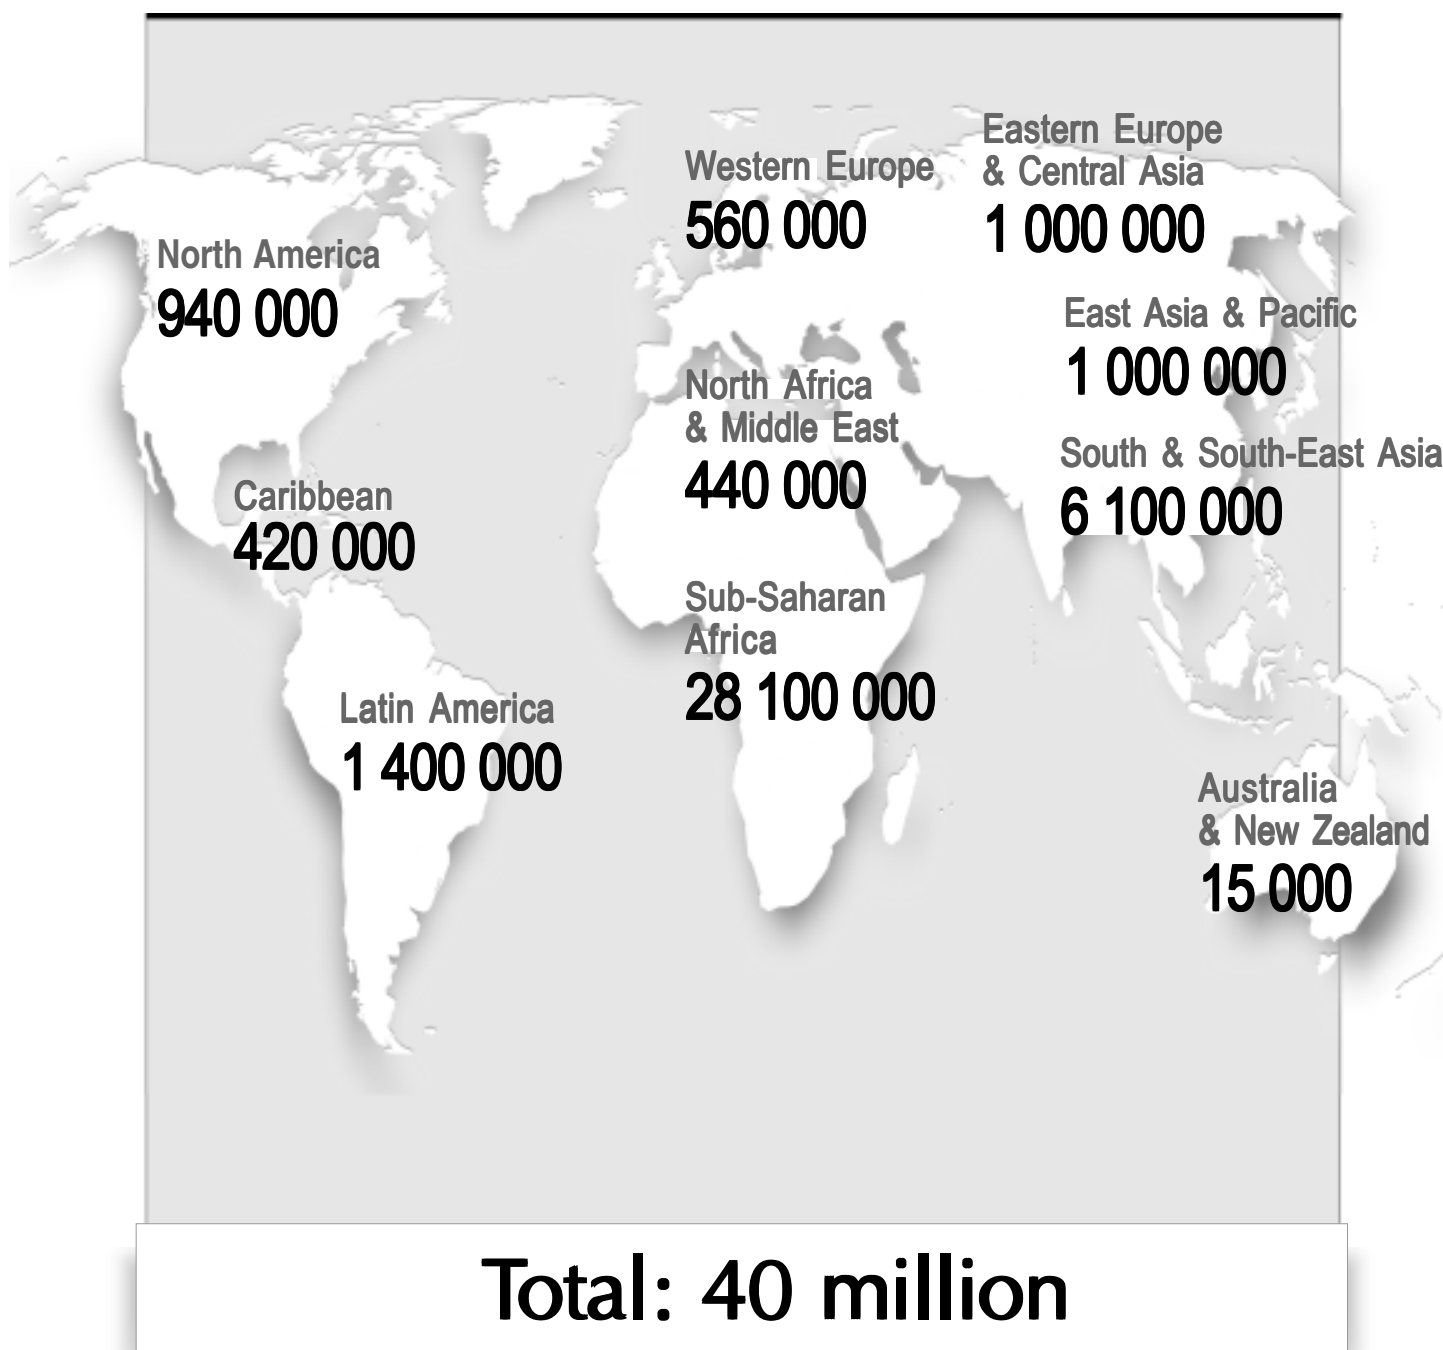 Western Europe
560 000
Eastern Europe
& Central Asia
1 000 000
North America
940 000
East Asia & Pacific
1 000 000
North Africa
& Middle East
440 000
South & South-East Asia
6 100 000
Caribbean
420 000
Sub-Saharan
Africa
28 100 000
Latin America
1 400 000
Australia
& New Zealand
15 000
Total: 40 million